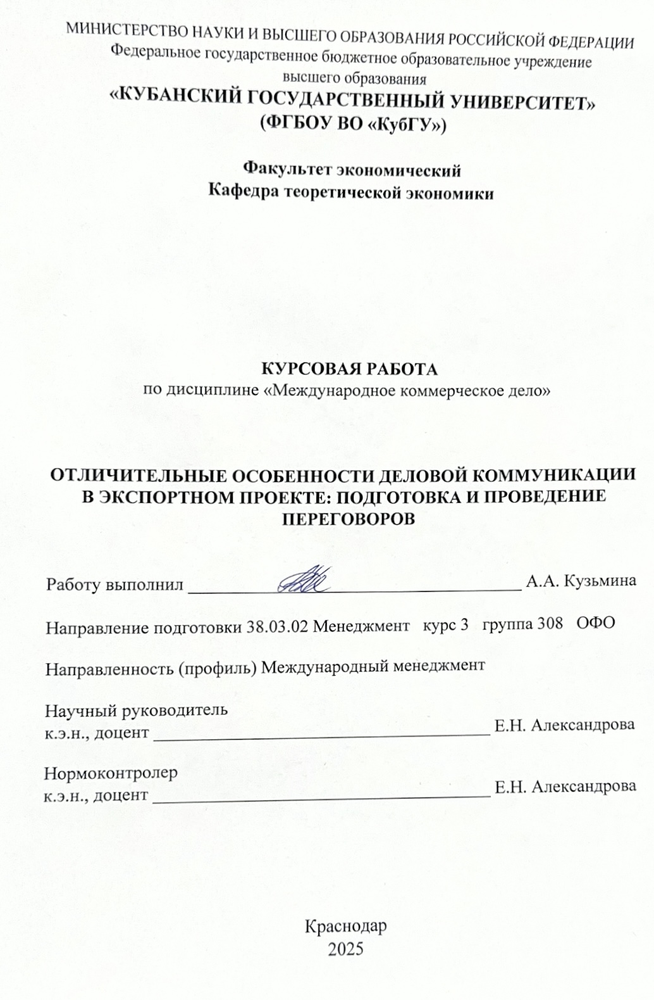 МИНИСТЕРСТВО НАУКИ И ВЫСШЕГО ОБРАЗОВАНИЯ РОССИЙСКОЙ ФЕДЕРАЦИИ
Федеральное государственное бюджетное образовательное учреждение
высшего образования
«КУБАНСКИЙ ГОСУДАРСТВЕННЫЙ УНИВЕРСИТЕТ»
(ФГБОУ ВО «КубГУ»)
Факультет экономический
Кафедра теоретической экономики
КУРСОВАЯ РАБОТА
по дисциплине «Международное коммерческое дело»
ОТЛИЧИТЕЛЬНЫЕ ОСОБЕННОСТИ ДЕЛОВОЙ КОММУНИКАЦИИ
В ЭКСПОРТНОМ ПРОЕКТЕ: ПОДГОТОВКА И ПРОВЕДЕНИЕ
ПЕРЕГОВОРОВ
Работу выполнил А.А. Кузьмина
Направление подготовки 38.03.02 Менеджмент курс 3 группа 308 ОФО
Направленность (профиль) Международный менеджмент
Научный руководитель
к.э.н., доцент Е.Н. Александрова
Нормоконтролер
к.э.н., доцент Е.Н. Александрова
Краснодар
2025